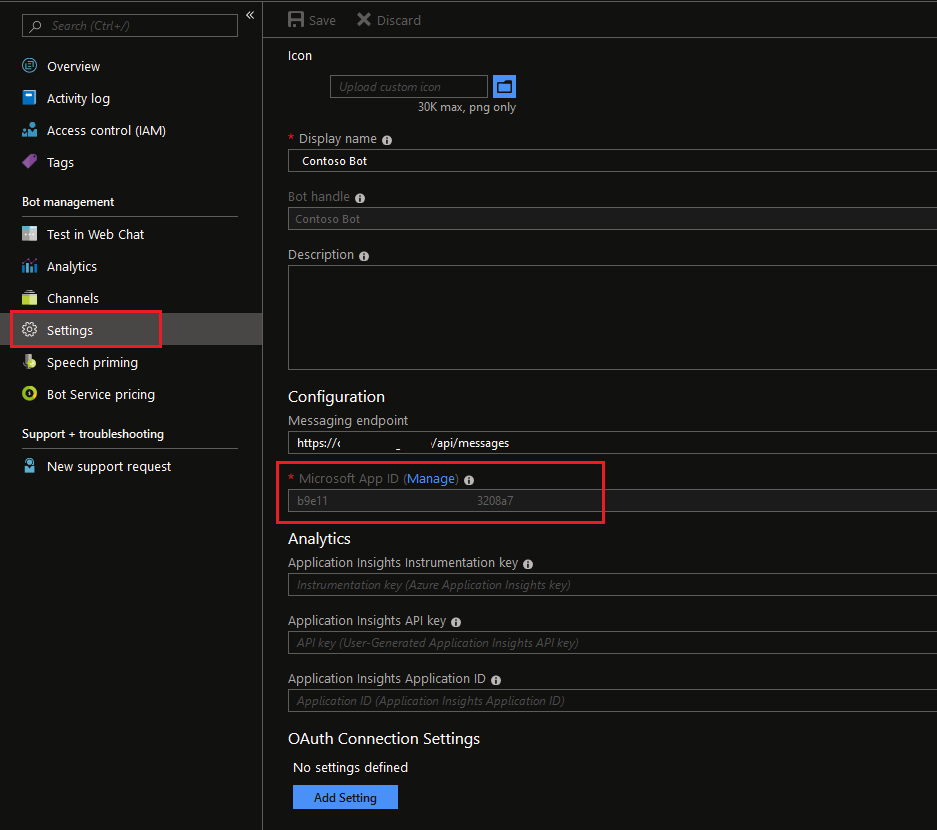 Search (Ctrl+/)
«
Overview
Activity log
Access control (IAM)
Tags
Bot management
Test in Web Chat
Analytics
Channels
Settings
Speech priming
Bot Service pricing
Support + troubleshooting
New support request
Save Discard
Icon
Upload custom icon
30K max, png only
* Display name
Contoso Bot
Bot handle
Contoso Bot
Description
Configuration
Messaging endpoint
https:// /api/messages
* Microsoft App ID (Manage)
b9e11 3208a7
Analytics
Application Insights Instrumentation key
Instrumentation key (Azure Application Insights key)
Application Insights API key
API key (User-Generated Application Insights API key)
Application Insights Application ID
Application ID (Application Insights Application ID)
OAuth Connection Settings
No settings defined
Add Setting